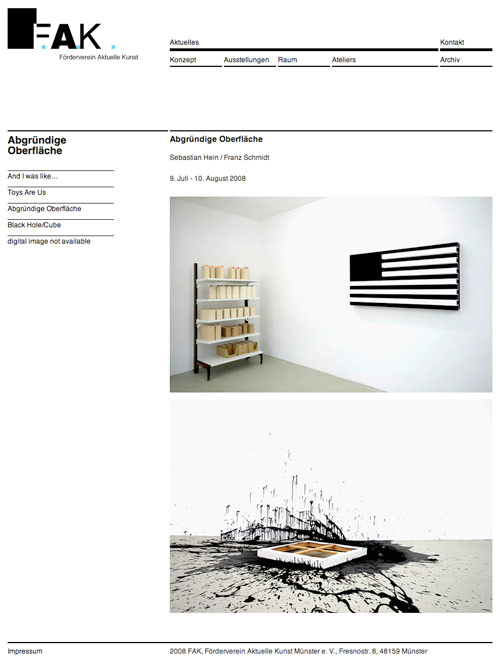 F.A.K.
Förderverein Aktuelle Kunst
Aktuelles
Kontakt
Konzept
Ausstellungen
Raum
Ateliers
Archiv
Abgründige
Oberfläche
And I was like…
Toys Are Us
Abgründige Oberfläche
Black Hole/Cube
digital image not available
Abgründige Oberfläche
Sebastian Hein / Franz Schmidt
9. Juli - 10. August 2008
Impressum
2008 FAK, Förderverein Aktuelle Kunst Münster e. V., Fresnostr. 8, 48159 Münster